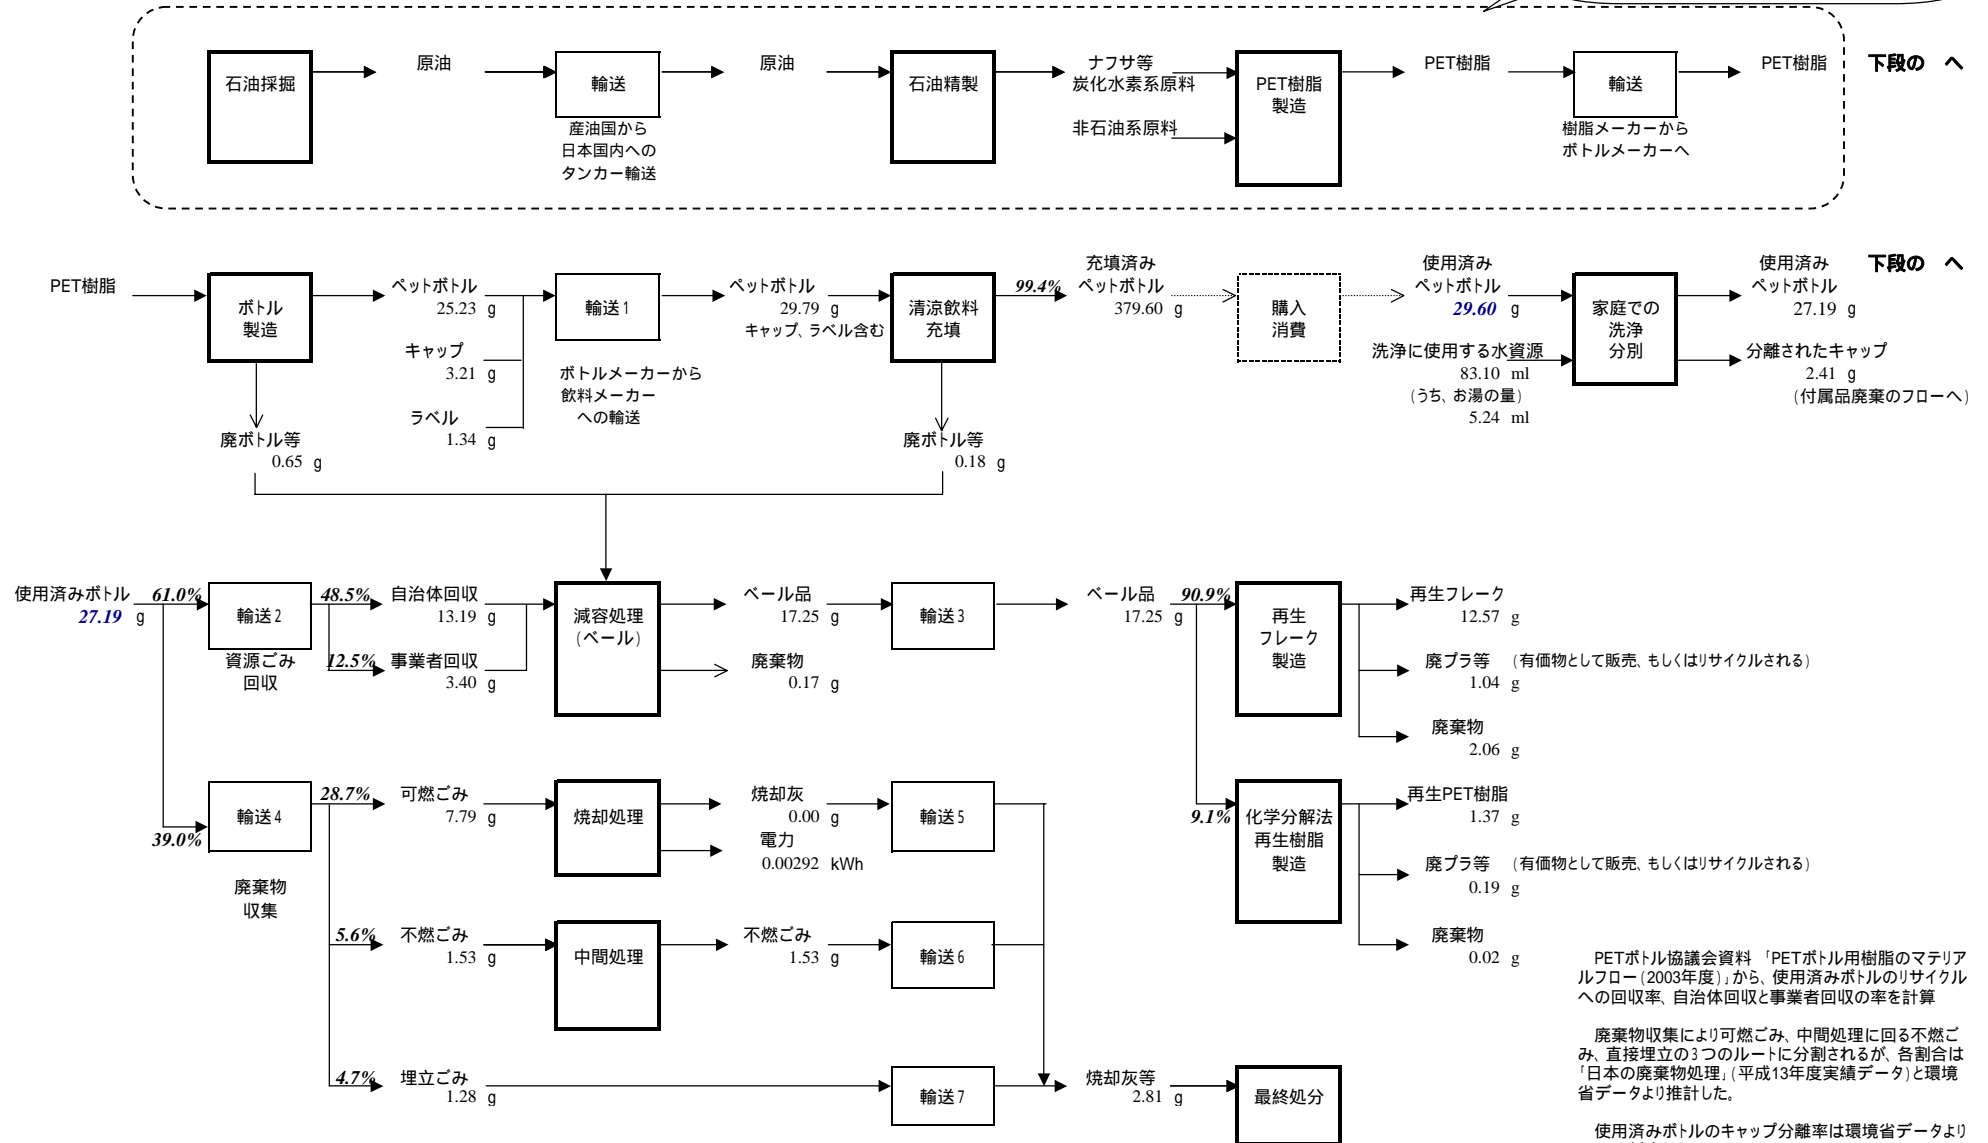 石油採掘
原油
輸送
産油国から
日本国内への
タンカー輸送
原油
石油精製
ナフサ等
炭化水素系原料
非石油系原料
PET樹脂
製造
PET樹脂
輸送
樹脂メーカーから
ボトルメーカーへ
PET樹脂
下段の へ
PET樹脂
ボトル
製造
廃ボトル等
0.65 g
ペットボトル
25.23 g
キャップ
3.21 g
ラベル
1.34 g
輸送1
ボトルメーカーから
飲料メーカー
への輸送
ペットボトル
29.79 g
キャップ、ラベル含む
清涼飲料
充填
廃ボトル等
0.18 g
99.4%
充填済み
ペットボトル
379.60 g
購入
消費
使用済み
ペットボトル
29.60 g
洗浄に使用する水資源
83.10 ml
(うち、お湯の量)
5.24 ml
家庭での
洗浄
分別
使用済み
ペットボトル
27.19 g
分離されたキャップ
2.41 g
(付属品廃棄のフローへ)
下段の へ
使用済みボトル
27.19 g
61.0%
輸送2
資源ごみ
回収
48.5%
自治体回収
13.19 g
12.5%
事業者回収
3.40 g
減容処理
(ベール)
ベール品
17.25 g
廃棄物
0.17 g
輸送3
ベール品
17.25 g
90.9%
再生
フレーク
製造
再生フレーク
12.57 g
廃プラ等 (有価物として販売、もしくはリサイクルされる)
1.04 g
廃棄物
2.06 g
39.0%
輸送4
廃棄物
収集
28.7%
可燃ごみ
7.79 g
焼却処理
焼却灰
0.00 g
電力
0.00292 kWh
輸送5
9.1%
化学分解法
再生樹脂
製造
再生PET樹脂
1.37 g
廃プラ等 (有価物として販売、もしくはリサイクルされる)
0.19 g
廃棄物
0.02 g
5.6%
不燃ごみ
1.53 g
中間処理
不燃ごみ
1.53 g
輸送6
4.7%
埋立ごみ
1.28 g
輸送7
焼却灰等
2.81 g
最終処分
PETボトル協議会資料 「PETボトル用樹脂のマテリア
ルフロー(2003年度)」から、使用済みボトルのリサイクル
への回収率、自治体回収と事業者回収の率を計算
廃棄物収集により可燃ごみ、中間処理に回る不燃ご
み、直接埋立の3つのルートに分割されるが、各割合は
「日本の廃棄物処理」(平成13年度実績データ)と環境
省データより推計した。
使用済みボトルのキャップ分離率は環境省データより